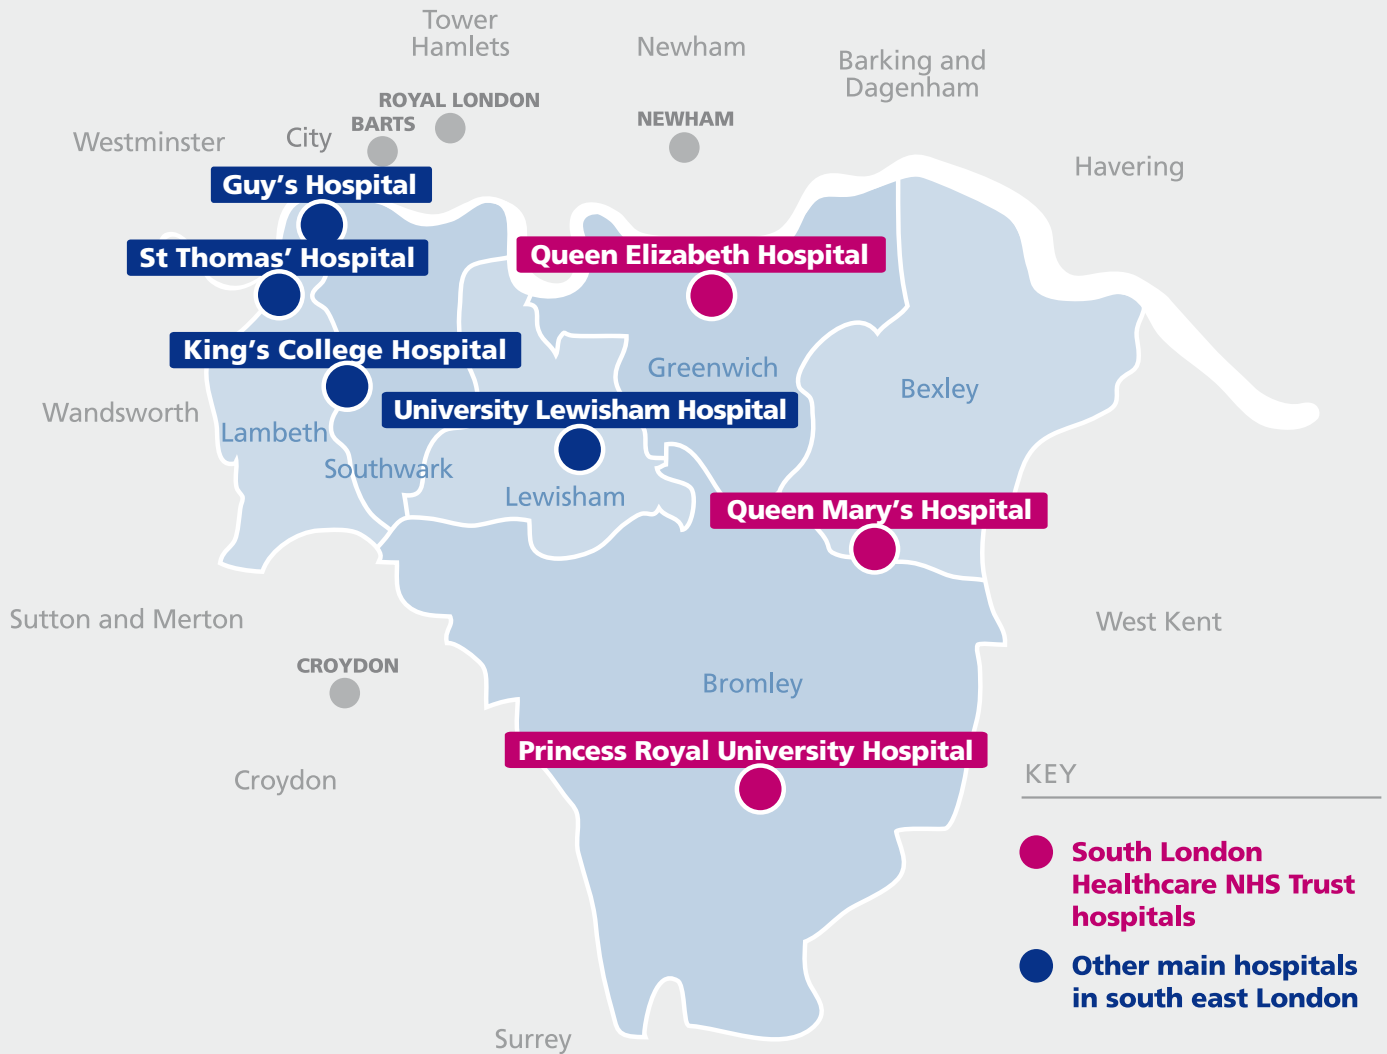 Tower
Hamlets
Newham
Barking and
Dagenham
ROYAL LONDON
BARTS
NEWHAM
Westminster
City
Havering
Guy’s Hospital
St Thomas’ Hospital
Queen Elizabeth Hospital
King’s College Hospital
Greenwich
Bexley
Wandsworth
University Lewisham Hospital
Lambeth
Southwark
Lewisham
Queen Mary’s Hospital
Sutton and Merton
West Kent
CROYDON
Bromley
Princess Royal University Hospital
Croydon
KEY
South London
Healthcare NHS Trust
hospitals
Other main hospitals
in south east London
Surrey